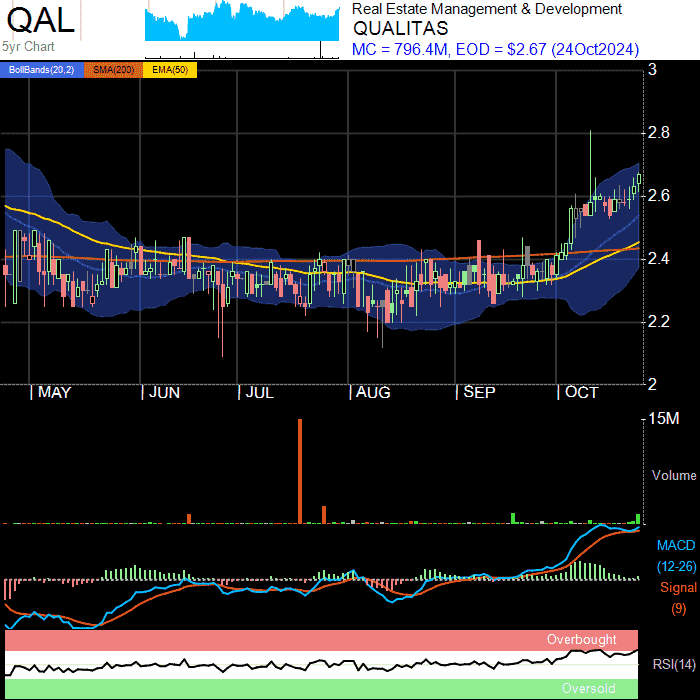 QAL
5yr Chart
Real Estate Management & Development
QUALITAS
MC = 796.4M, EOD = $2.67 (24Oct2024)
BollBands(20,2) SMA(200) EMA(50)
3
2.8
2.6
2.4
2.2
2
MAY JUN JUL AUG SEP OCT
15M
Volume
MACD
(12-26)
Signal
(9)
Overbought
RSI(14)
Oversold